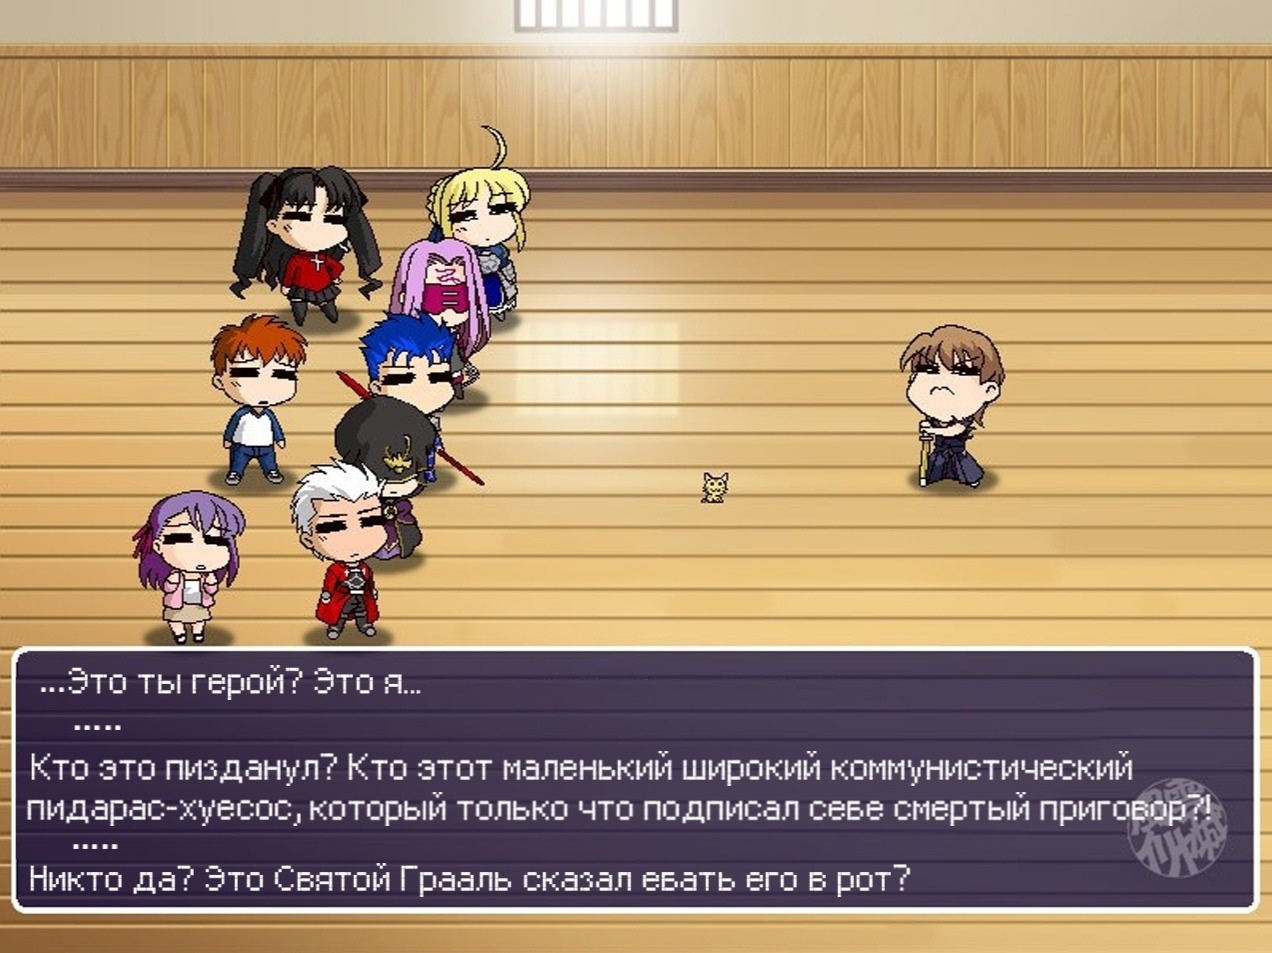 ...Это ты герой? Это я...
.....
Кто это пизданул? Кто этот маленький широкий коммунистический
пидарас-хуесос, который только что подписал себе смертый приговор?!
.....
Никто да? Это Святой Грааль сказал ебать его в рот?